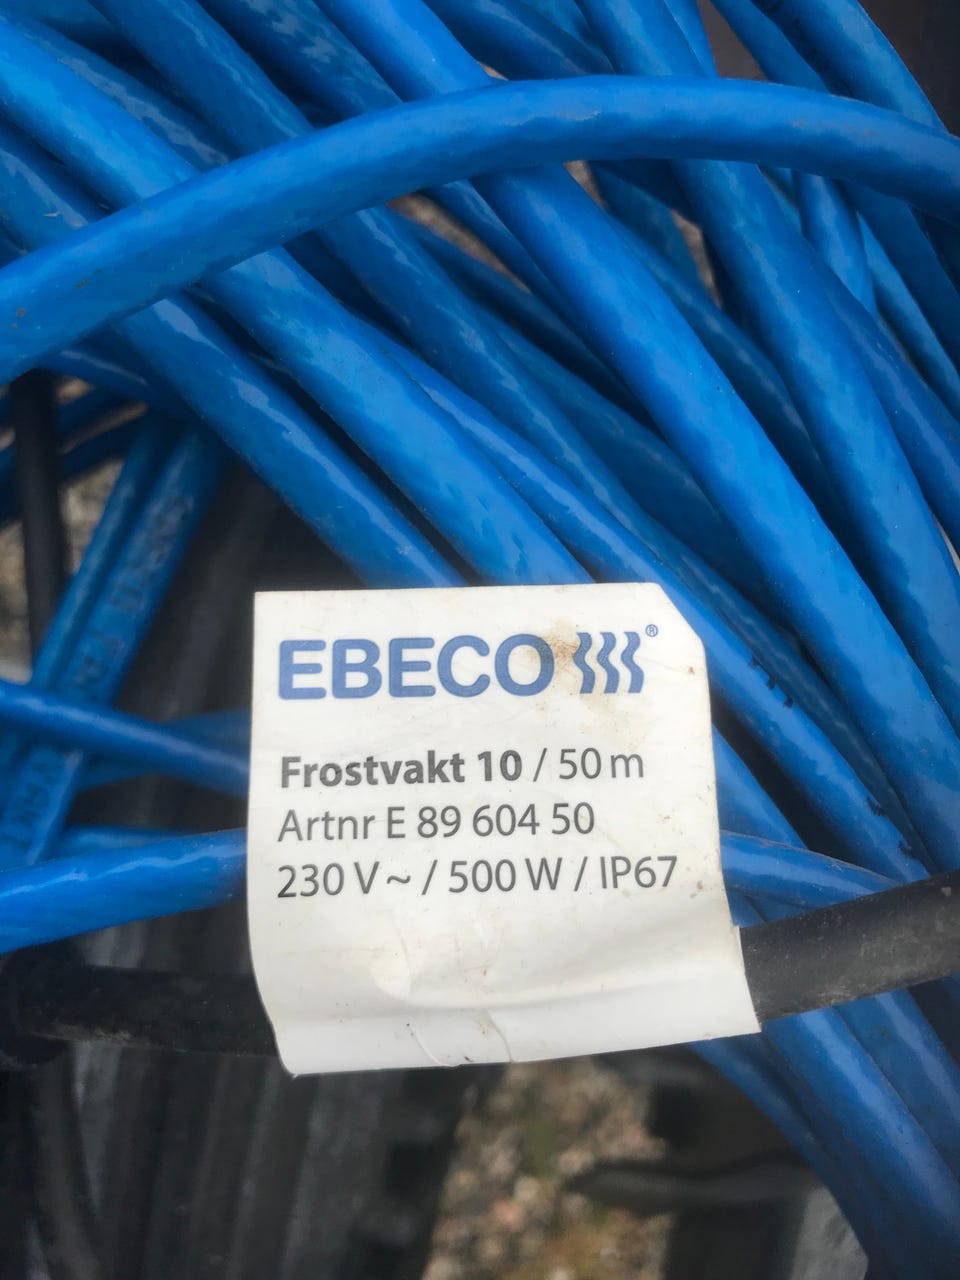 EBECO ®
Frostvakt 10 / 50 m
Artnr E 89 604 50
230 V ~ / 500 W / IP67